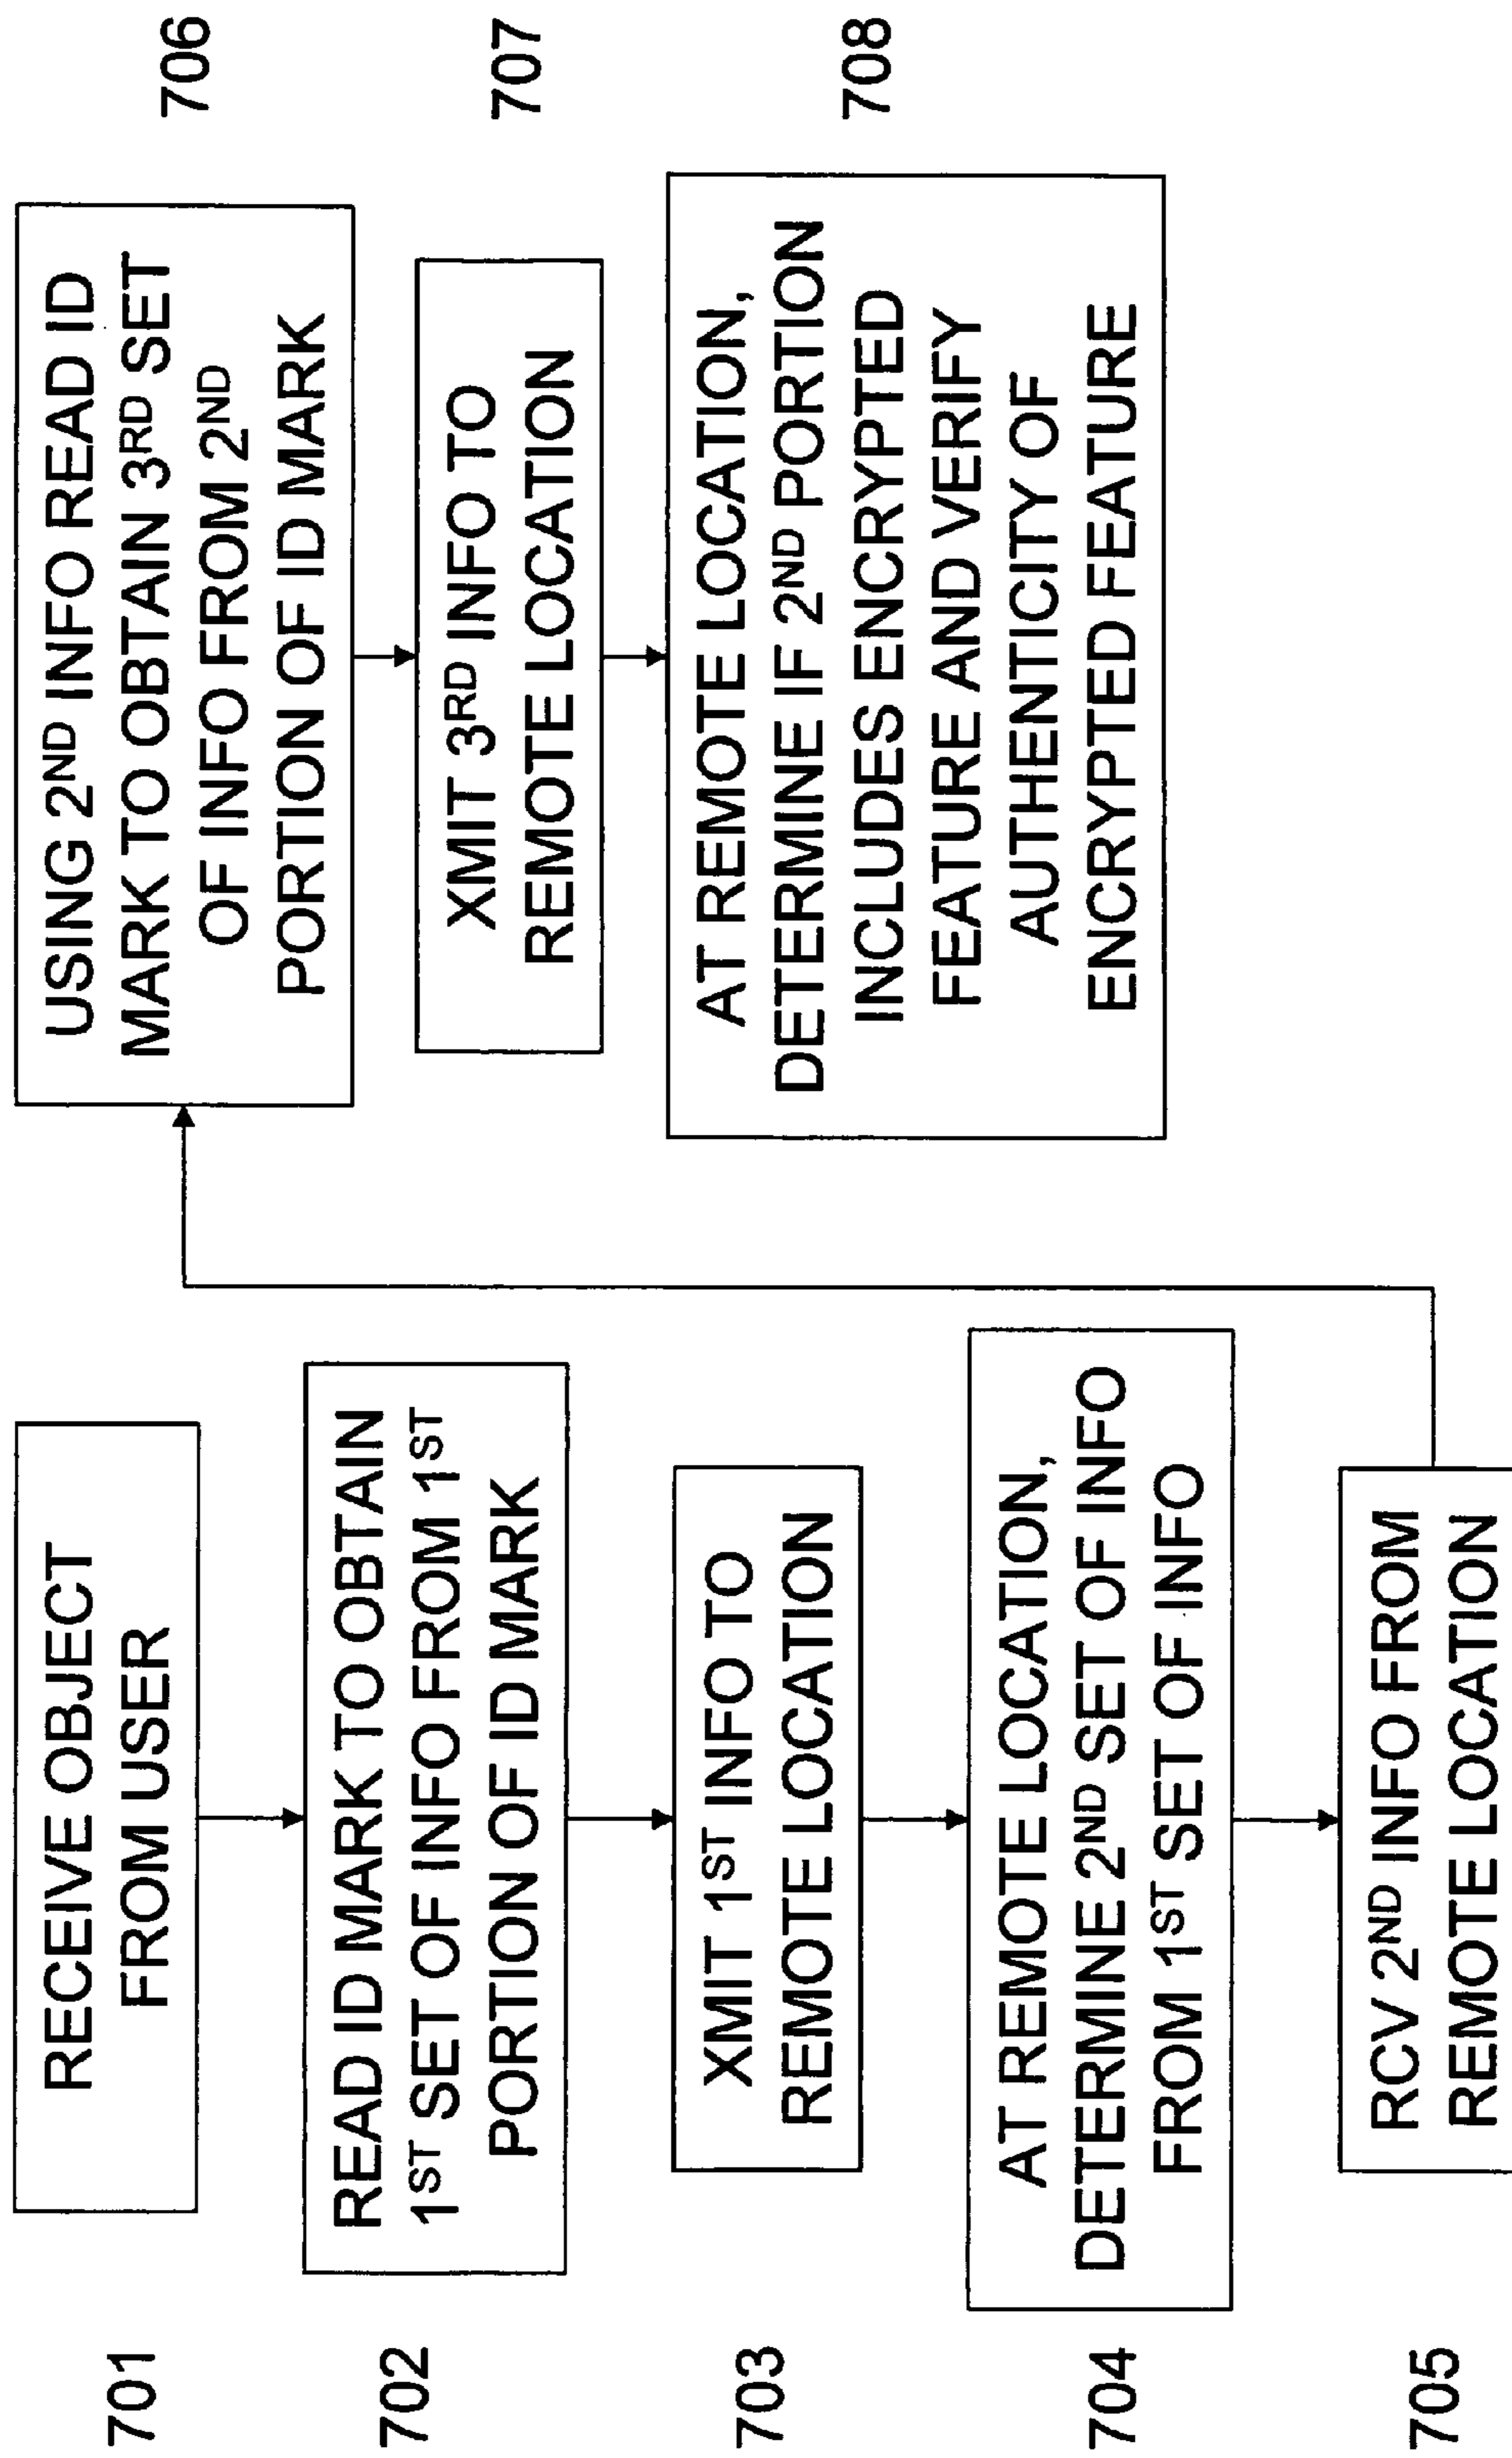 701
RECEIVE OBJECT
FROM USER
702
READ ID MARK TO OBTAIN
1ST SET OF INFO FROM 1ST
PORTION OF ID MARK
703
XMIT 1ST INFO TO
REMOTE LOCATION
704
AT REMOTE LOCATION,
DETERMINE 2ND SET OF INFO
FROM 1ST SET OF INFO
705
RCV 2ND INFO FROM
REMOTE LOCATION
706
USING 2ND INFO READ ID
MARK TO OBTAIN 3RD SET
OF INFO FROM 2ND
PORTION OF ID MARK
707
XMIT 3RD INFO TO
REMOTE LOCATION
708
AT REMOTE LOCATION,
DETERMINE IF 2ND PORTION
INCLUDES ENCRYPTED
FEATURE AND VERIFY
AUTHENTICITY OF
ENCRYPTED FEATURE